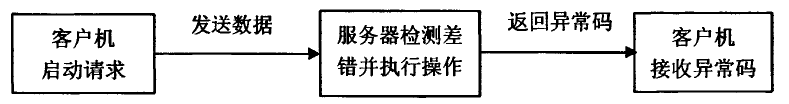 客户机
启动请求
发送数据
服务器检测差
错并执行操作
返回异常码
客户机
接收异常码